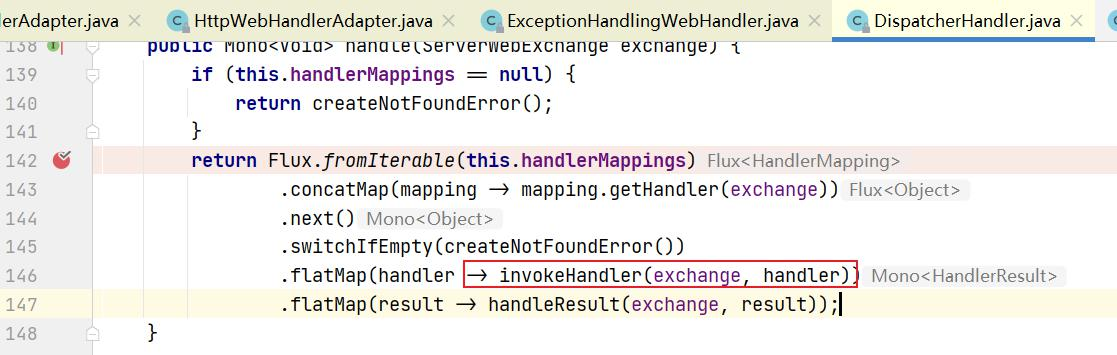 lerAdapter.java × HttpWebHandlerAdapter.java × ExceptionHandlingWebHandler.java × DispatcherHandler.java ×
138 public Mono<Void> handle(ServerWebExchange exchange) {
139 if (this.handlerMappings == null) {
140 return createNotFoundError();
141 }
142 return Flux.fromIterable(this.handlerMappings) Flux<HandlerMapping>
143 .concatMap(mapping -> mapping.getHandler(exchange)) Flux<Object>
144 .next() Mono<Object>
145 .switchIfEmpty(createNotFoundError())
146 .flatMap(handler -> invokeHandler(exchange, handler)) Mono<HandlerResult>
147 .flatMap(result -> handleResult(exchange, result));
148 }